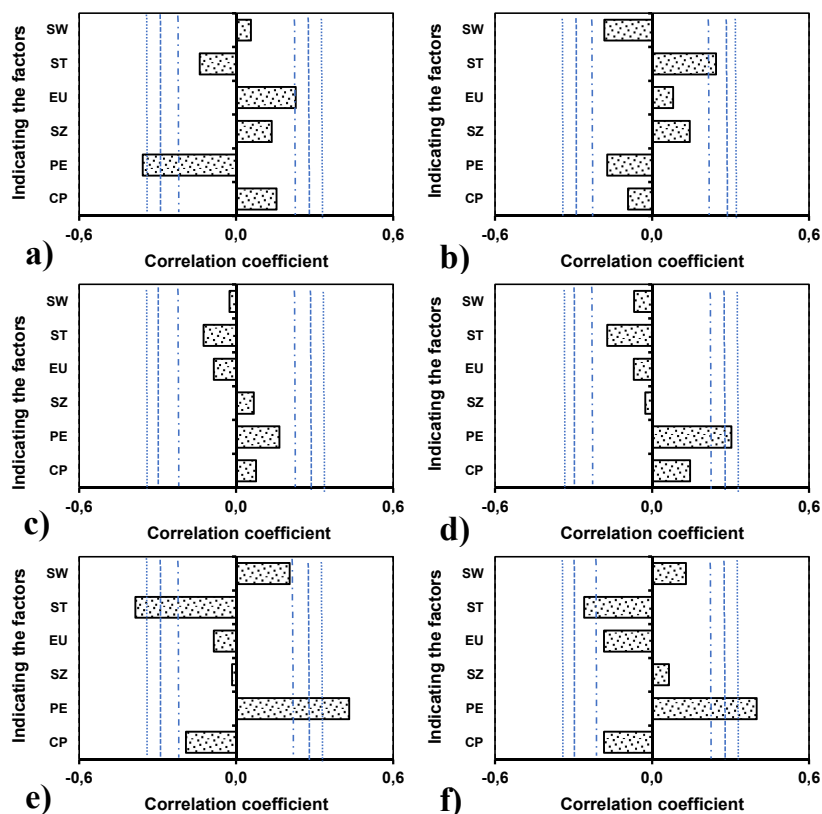 Indicating the factors
SW
ST
EU
SZ
PE
CP
-0,6 0,0 0,6
a) Correlation coefficient
Indicating the factors
SW
ST
EU
SZ
PE
CP
-0,6 0,0 0,6
b) Correlation coefficient
Indicating the factors
SW
ST
EU
SZ
PE
CP
-0,6 0,0 0,6
c) Correlation coefficient
Indicating the factors
SW
ST
EU
SZ
PE
CP
-0,6 0,0 0,6
d) Correlation coefficient
Indicating the factors
SW
ST
EU
SZ
PE
CP
-0,6 0,0 0,6
e) Correlation coefficient
Indicating the factors
SW
ST
EU
SZ
PE
CP
-0,6 0,0 0,6
f) Correlation coefficient